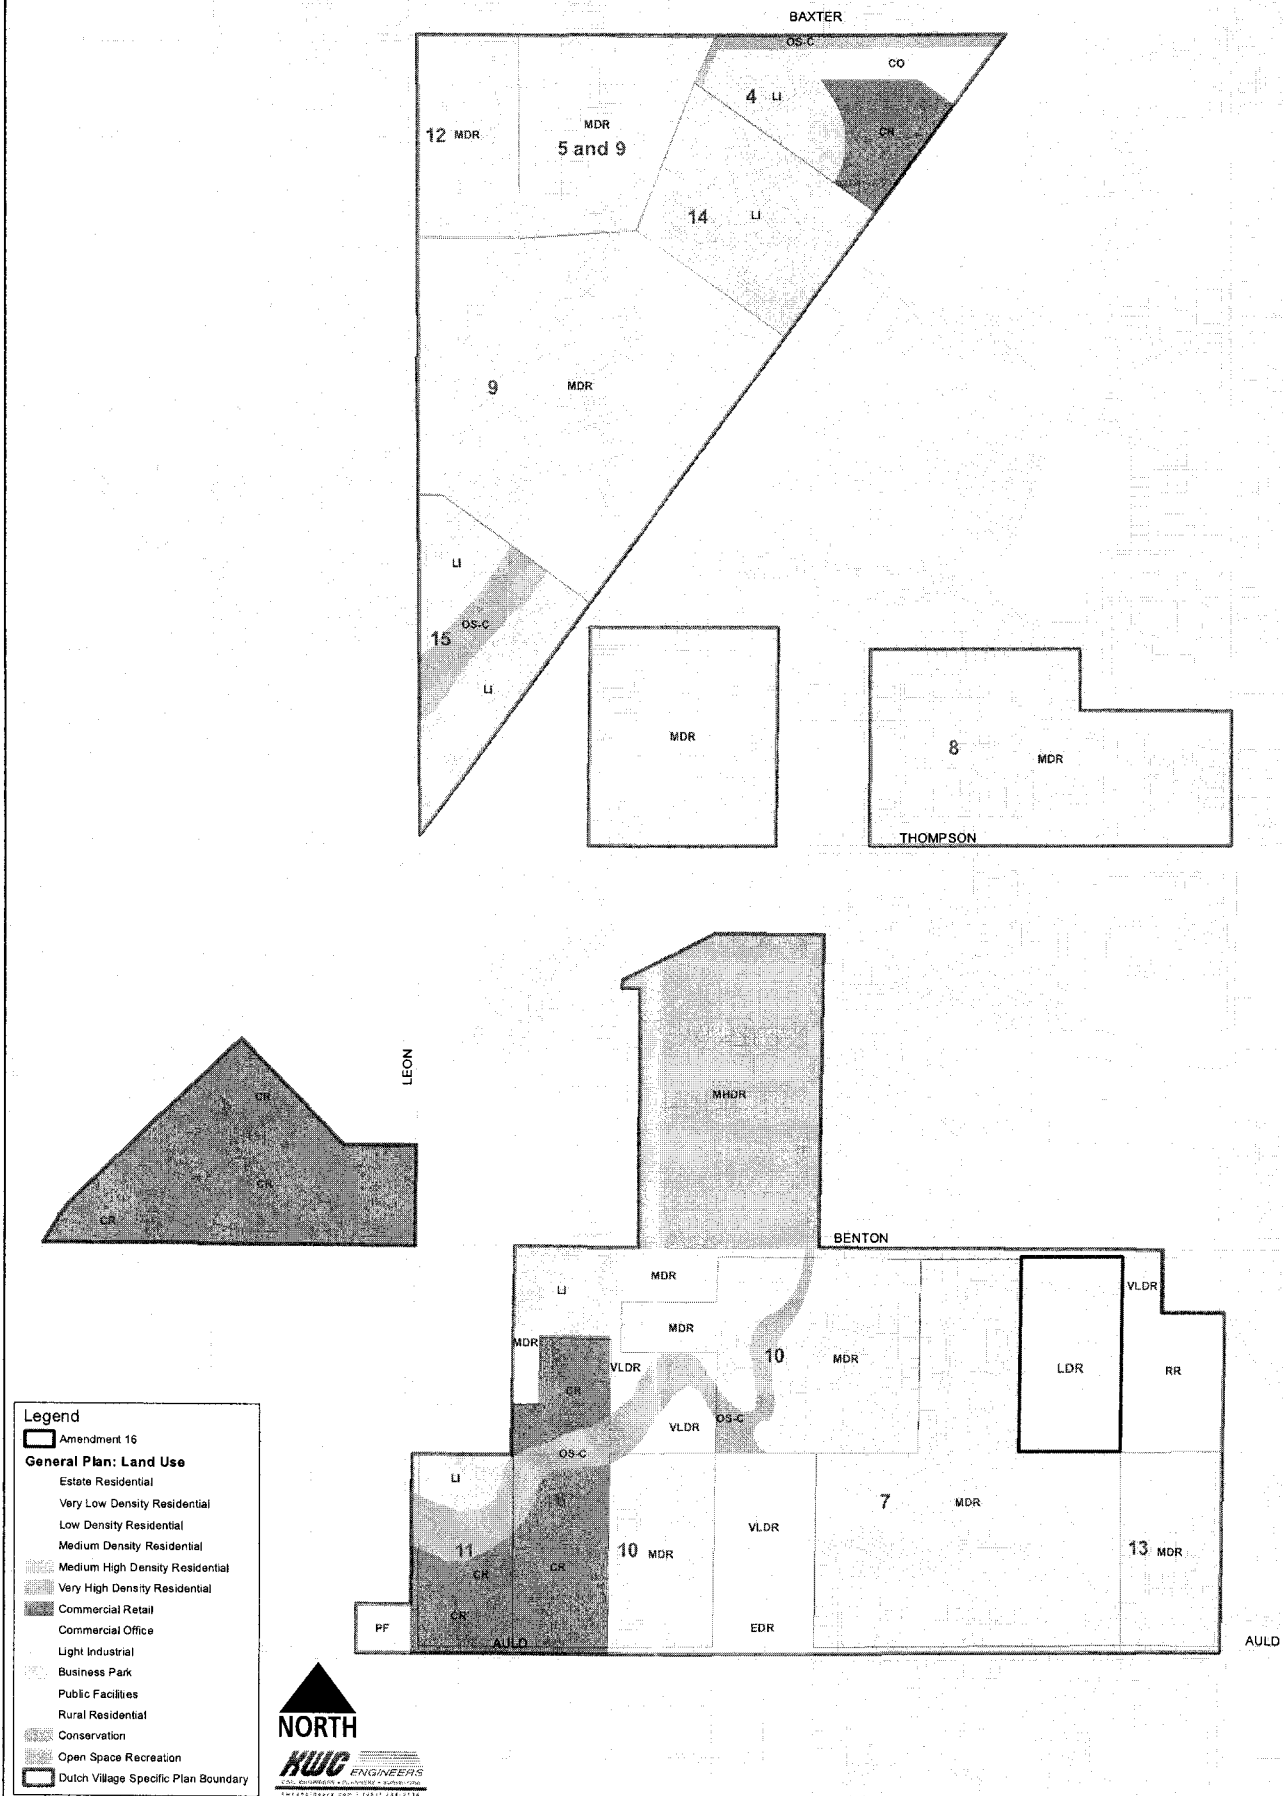 BAXTER
OS-C
CO
4 LI
CR
12 MDR
MDR
5 and 9
14 LI
9 MDR
LI
OS-C
15
LI
MDR
8 MDR
THOMPSON
LEON
CR
CR
CR
MHDR
BENTON
LI
MDR
VLDR
MDR
MDR
10 MDR
LDR
RR
VLDR
CR
VLDR
OS-C
OS-C
LI
7 MDR
VLDR
11
10 MDR
13 MDR
CR
CR
CR
PF
EDR
AULD
AULD
Legend
Amendment 16
General Plan: Land Use
Estate Residential
Very Low Density Residential
Low Density Residential
Medium Density Residential
Medium High Density Residential
Very High Density Residential
Commercial Retail
Commercial Office
Light Industrial
Business Park
Public Facilities
Rural Residential
Conservation
Open Space Recreation
Dutch Village Specific Plan Boundary
NORTH
KWC ENGINEERS